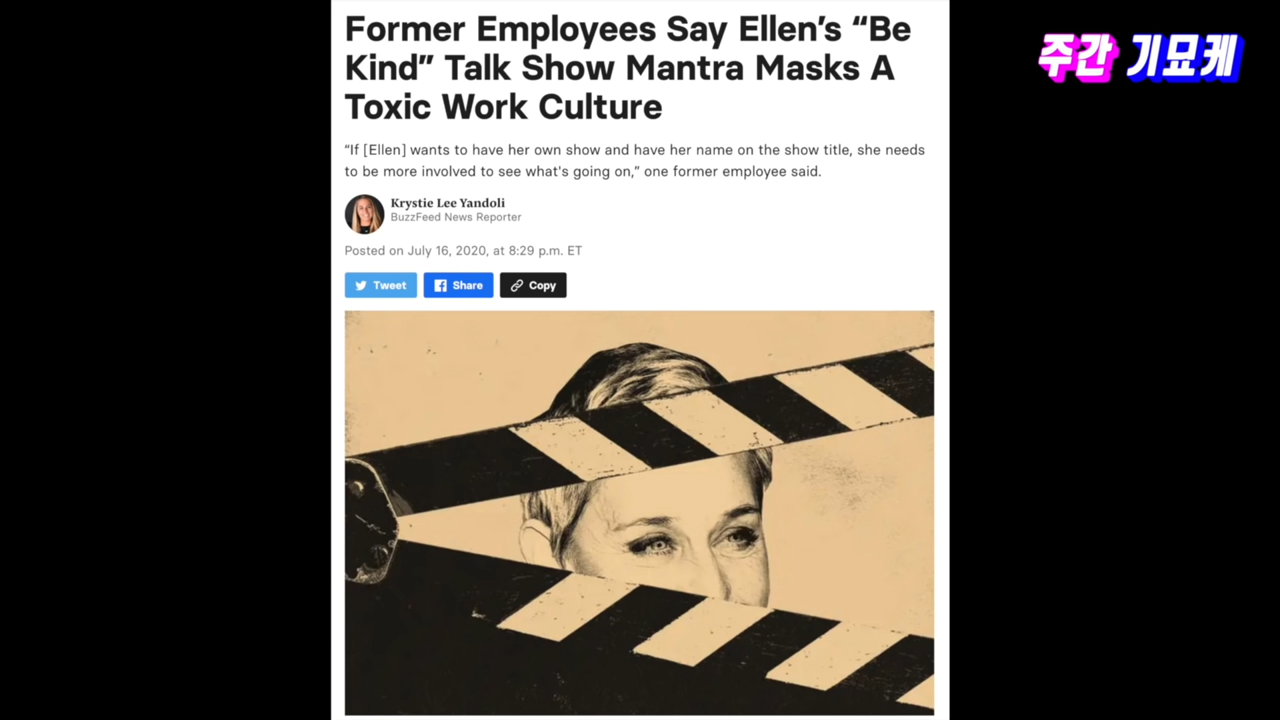 Former Employees Say Ellen’s “Be
Kind” Talk Show Mantra Masks A
Toxic Work Culture
“If [Ellen] wants to have her own show and have her name on the show title, she needs
to be more involved to see what's going on,” one former employee said.
Krystie Lee Yandoli
BuzzFeed News Reporter
Posted on July 16, 2020, at 8:29 p.m. ET
Tweet
Share
Copy
주간 기묘케